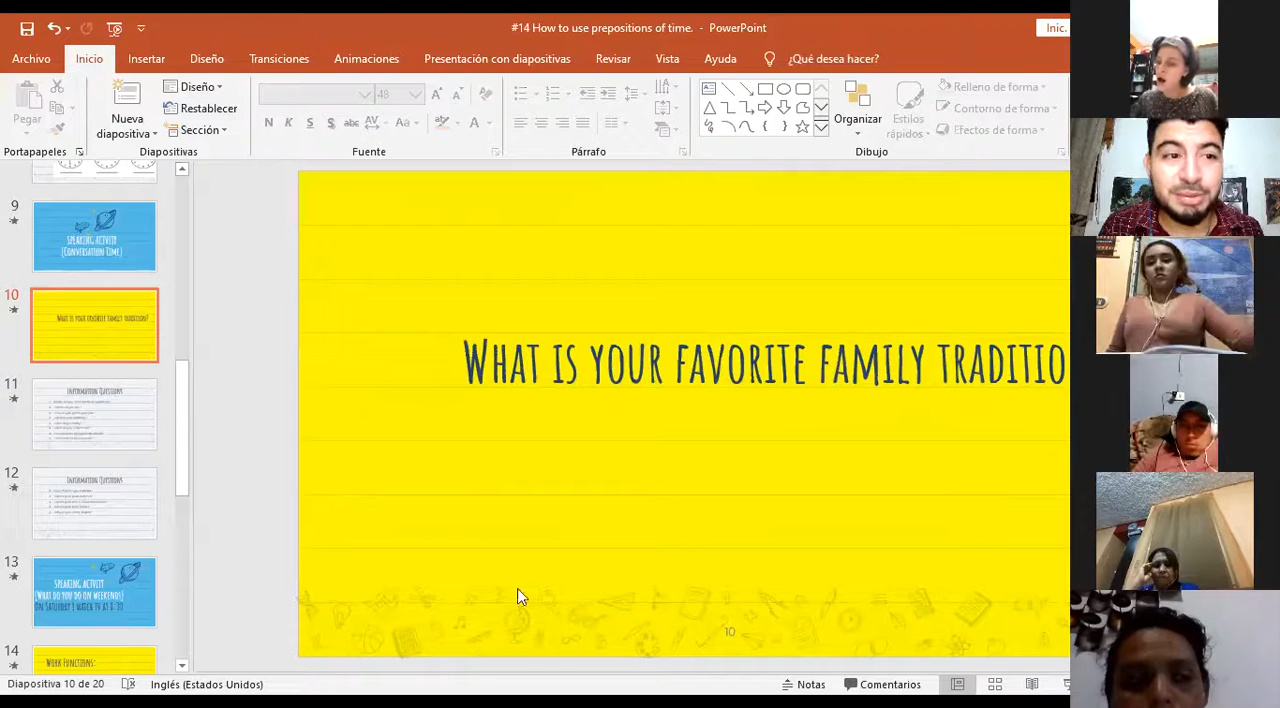 #14 How to use prepositions of time. - PowerPoint
Inic.
Archivo Inicio Insertar Diseño Transiciones Animaciones Presentación con diapositivas Revisar Vista Ayuda ¿Qué desea hacer?
Pegar
Nueva diapositiva
Diseño
Restablecer
Sección
48
N K S S abc AV Aa A
Organizar
Estilos rápidos
Relleno de forma
Contorno de forma
Efectos de forma
Portapapeles Diapositivas Fuente Párrafo Dibujo
9
SPEAKING ACTIVITY
(CONVERSATION TIME)
10
WHAT IS YOUR FAVORITE FAMILY TRADITION?
11
INFORMATION QUESTIONS
12
INFORMATION QUESTIONS
13
SPEAKING ACTIVITY
(WHAT DO YOU DO ON WEEKENDS)
ON SATURDAY I WATCH TV AT 8:30
14
WORK FUNCTIONS:
WHAT IS YOUR FAVORITE FAMILY TRADITIO
10
Diapositiva 10 de 20 Inglés (Estados Unidos) Notas Comentarios